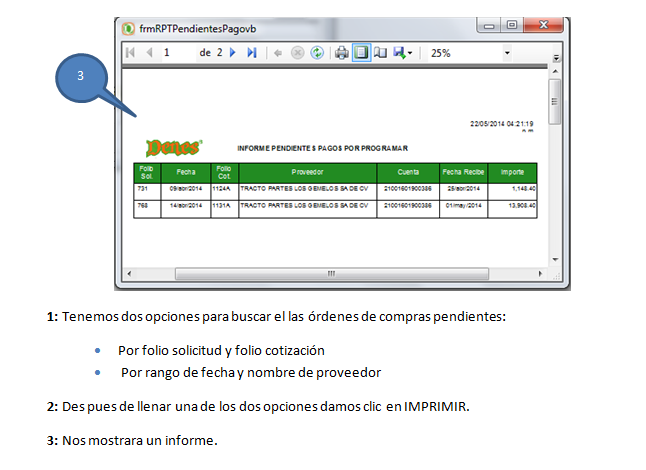 frmRPTPendientesPagovb
1 de 2 25%
3
22/05/2014 04:21:19
a.m.
Denes
INFORME PENDIENTES PAGOS POR PROGRAMAR
Folio Sol. Fecha Folio Cot. Proveedor Cuenta Fecha Recibe Importe
731 09/abr/2014 1124A TRACTO PARTES LOS GEMELOS SA DE CV 21001601900386 25/abr/2014 1,148.40
768 14/abr/2014 1131A TRACTO PARTES LOS GEMELOS SA DE CV 21001601900386 01/may/2014 13,908.40
1: Tenemos dos opciones para buscar el las órdenes de compras pendientes:
• Por folio solicitud y folio cotización
• Por rango de fecha y nombre de proveedor
2: Des pues de llenar una de los dos opciones damos clic en IMPRIMIR.
3: Nos mostrara un informe.